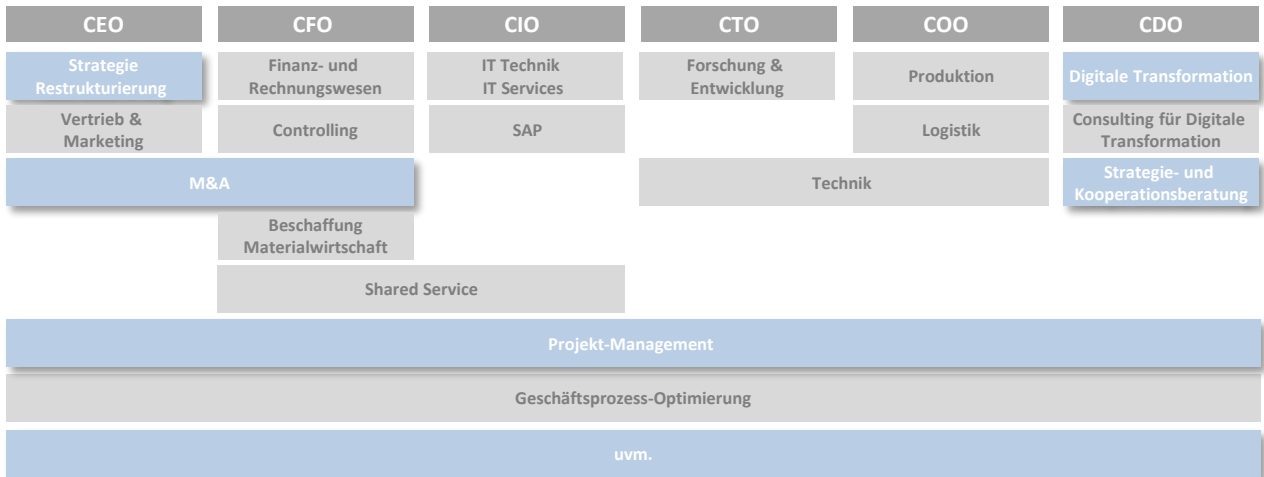 CEO
CFO
CIO
CTO
COO
CDO
Strategie
Restrukturierung
Finanz- und
Rechnungswesen
IT Technik
IT Services
Forschung &
Entwicklung
Produktion
Digitale Transformation
Vertrieb &
Marketing
Controlling
SAP
Logistik
Consulting für Digitale
Transformation
M&A
Technik
Strategie- und
Kooperationsberatung
Beschaffung
Materialwirtschaft
Shared Service
Projekt-Management
Geschäftsprozess-Optimierung
uvm.